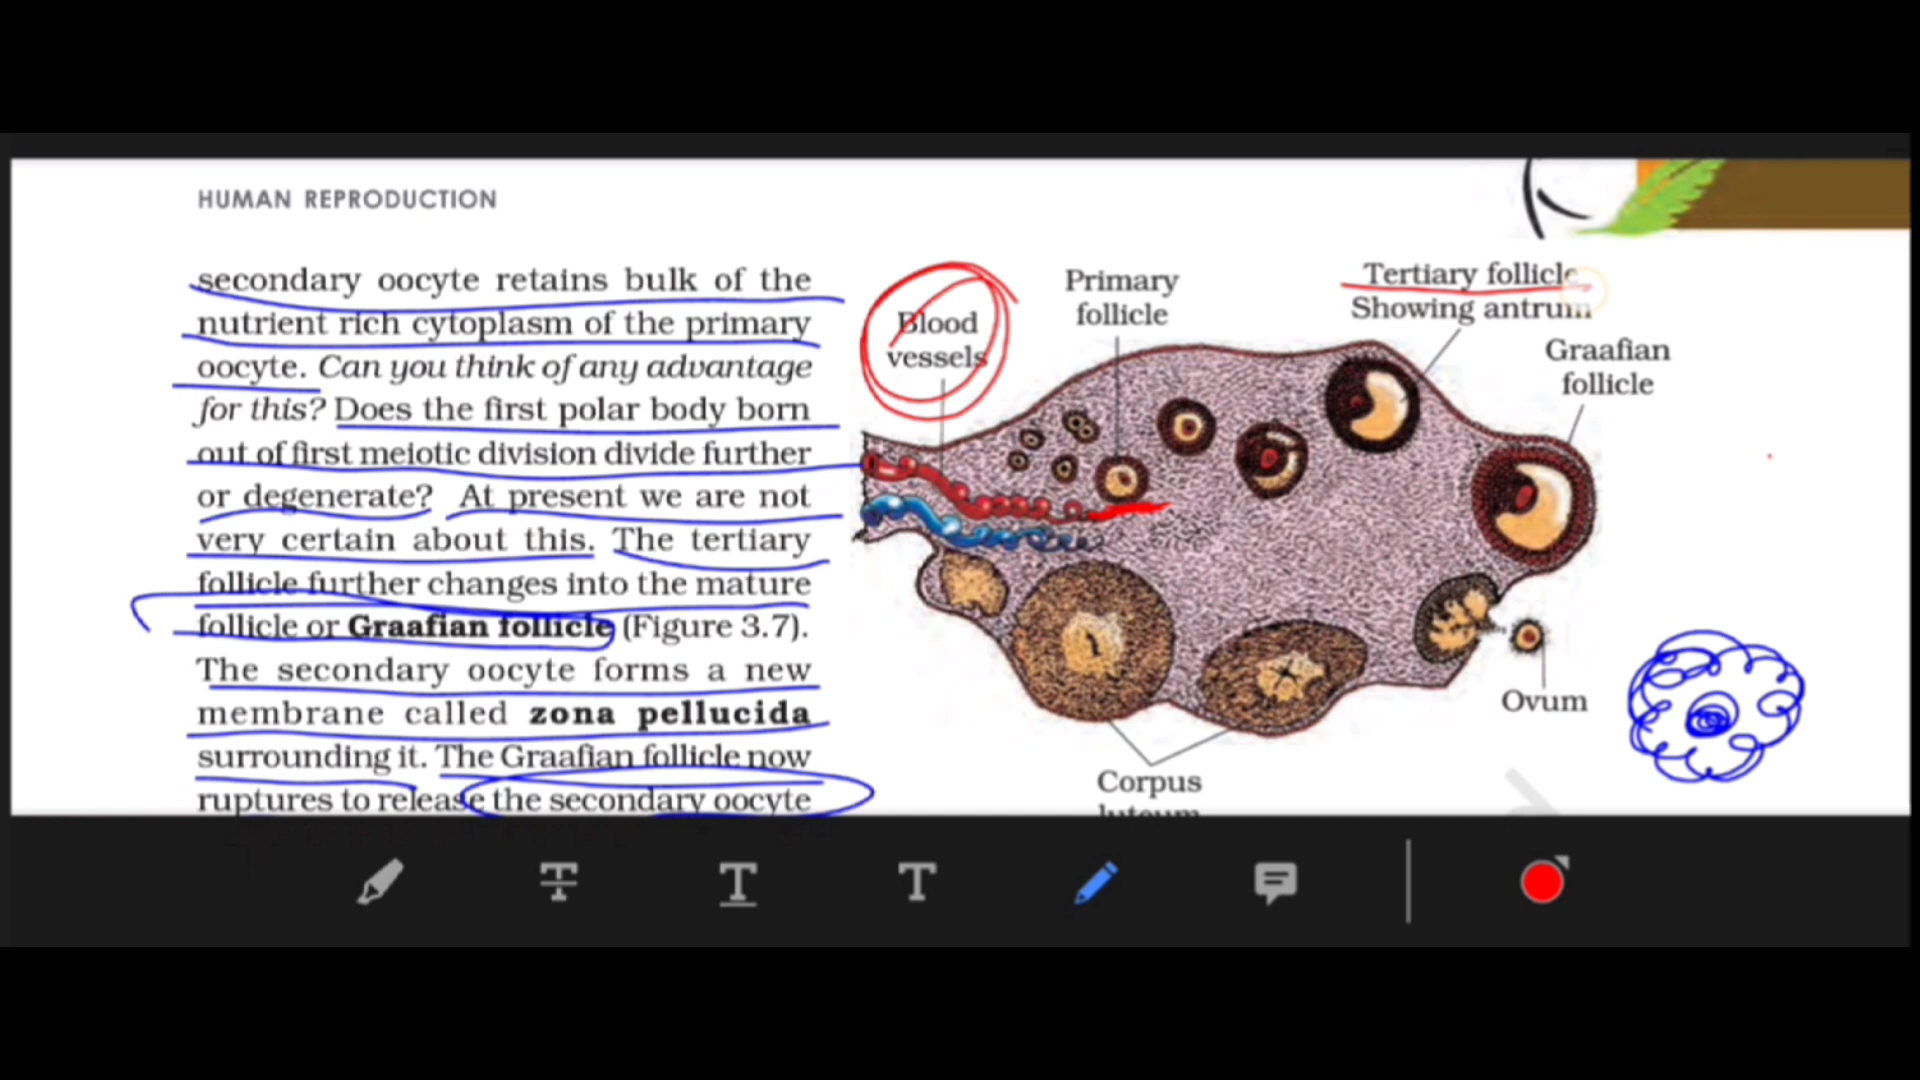 HUMAN REPRODUCTION
secondary oocyte retains bulk of the
nutrient rich cytoplasm of the primary
oocyte. Can you think of any advantage
for this? Does the first polar body born
out of first meiotic division divide further
or degenerate? At present we are not
very certain about this. The tertiary
follicle further changes into the mature
follicle or Graafian follicle (Figure 3.7).
The secondary oocyte forms a new
membrane called zona pellucida
surrounding it. The Graafian follicle now
ruptures to release the secondary oocyte
Blood
vessels
Primary
follicle
Tertiary follicle
Showing antrum
Graafian
follicle
Ovum
Corpus
luteum